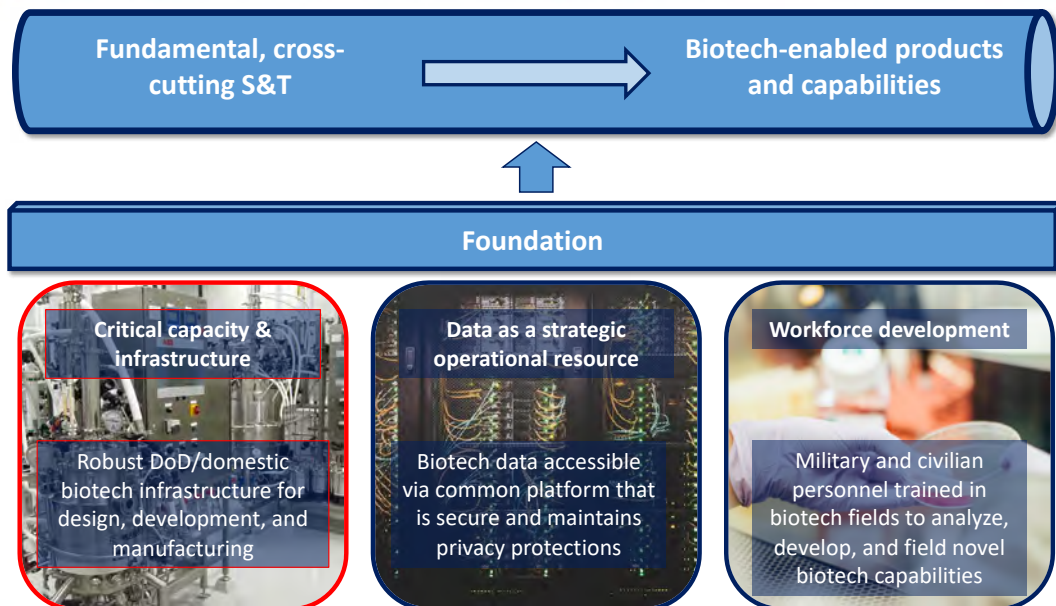 Fundamental, cross-
cutting S&T
Biotech-enabled products
and capabilities
Foundation
Critical capacity &
infrastructure
Robust DoD/domestic
biotech infrastructure for
design, development, and
manufacturing
Data as a strategic
operational resource
Biotech data accessible
via common platform that
is secure and maintains
privacy protections
Workforce development
Military and civilian
personnel trained in
biotech fields to analyze,
develop, and field novel
biotech capabilities